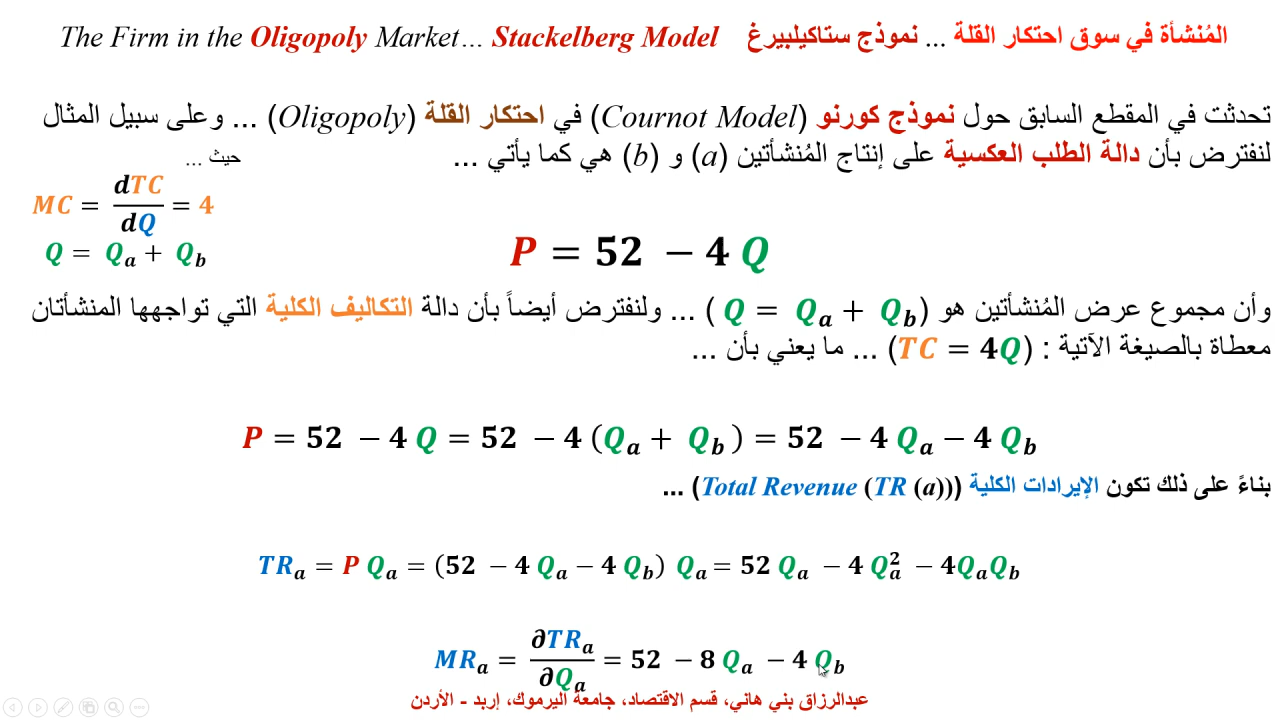 المُنشأة في سوق احتكار القلة ... نموذج ستاكيلبيرغ The Firm in the Oligopoly Market… Stackelberg Model
تحدثت في المقطع السابق حول نموذج كورنو (Cournot Model) في احتكار القلة (Oligopoly) ... وعلى سبيل المثال
لنفترض بأن دالة الطلب العكسية على إنتاج المُنشأتين (a) و (b) هي كما يأتي ...
حيث ...
MC = dTC/dQ = 4
Q = Qa + Qb
P = 52 − 4 Q
وأن مجموع عرض المُنشأتين هو (Q = Qa + Qb) ... ولنفترض أيضاً بأن دالة التكاليف الكلية التي تواجهها المنشأتان
معطاة بالصيغة الآتية : (TC = 4Q) ... ما يعني بأن ...
P = 52 − 4 Q = 52 − 4 (Qa + Qb) = 52 − 4 Qa − 4 Qb
بناءً على ذلك تكون الإيرادات الكلية (Total Revenue (TR (a))) ...
TRa = P Qa = (52 − 4 Qa − 4 Qb) Qa = 52 Qa − 4 Qa² − 4QaQb
MRa = ∂TRa/∂Qa = 52 − 8 Qa − 4 Qb
عبدالرزاق بني هاني، قسم الاقتصاد، جامعة اليرموك، إربد - الأردن